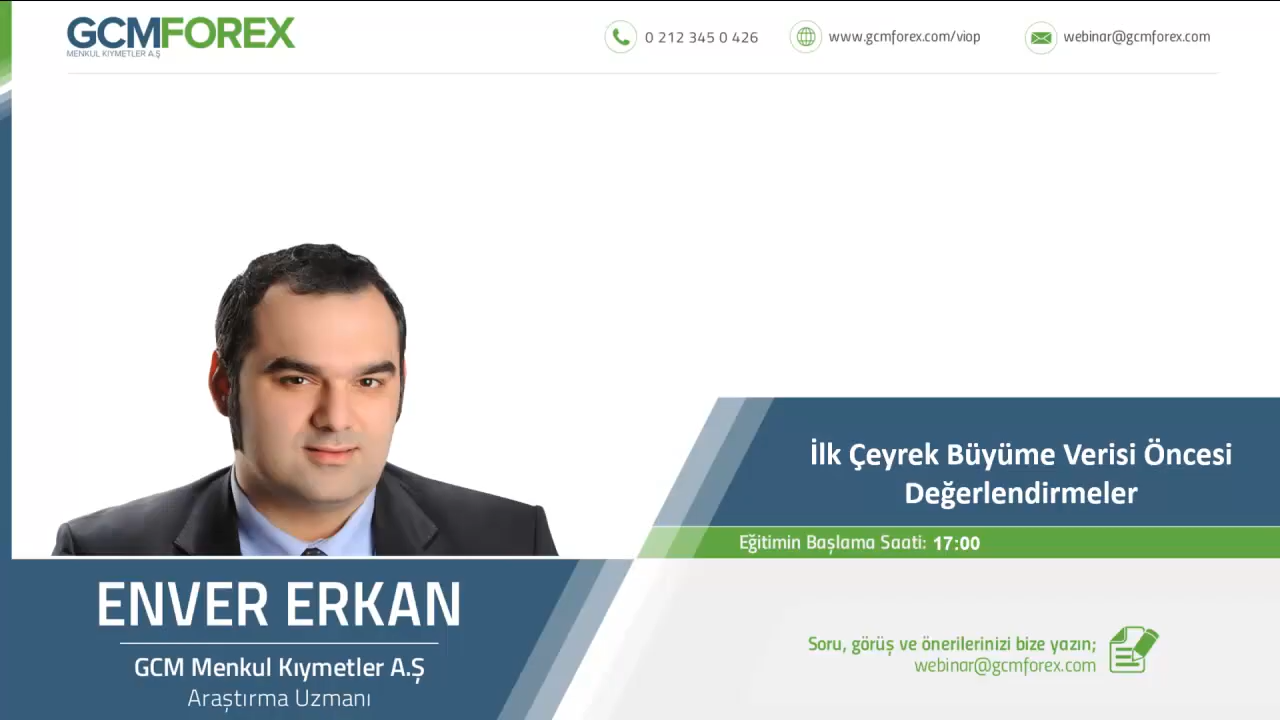 GCMFOREX
MENKUL KIYMETLER A.Ş
0 212 345 0 426
www.gcmforex.com/viop
webinar@gcmforex.com
İlk Çeyrek Büyüme Verisi Öncesi
Değerlendirmeler
Eğitimin Başlama Saati: 17:00
ENVER ERKAN
GCM Menkul Kıymetler A.Ş
Araştırma Uzmanı
Soru, görüş ve önerilerinizi bize yazın;
webinar@gcmforex.com